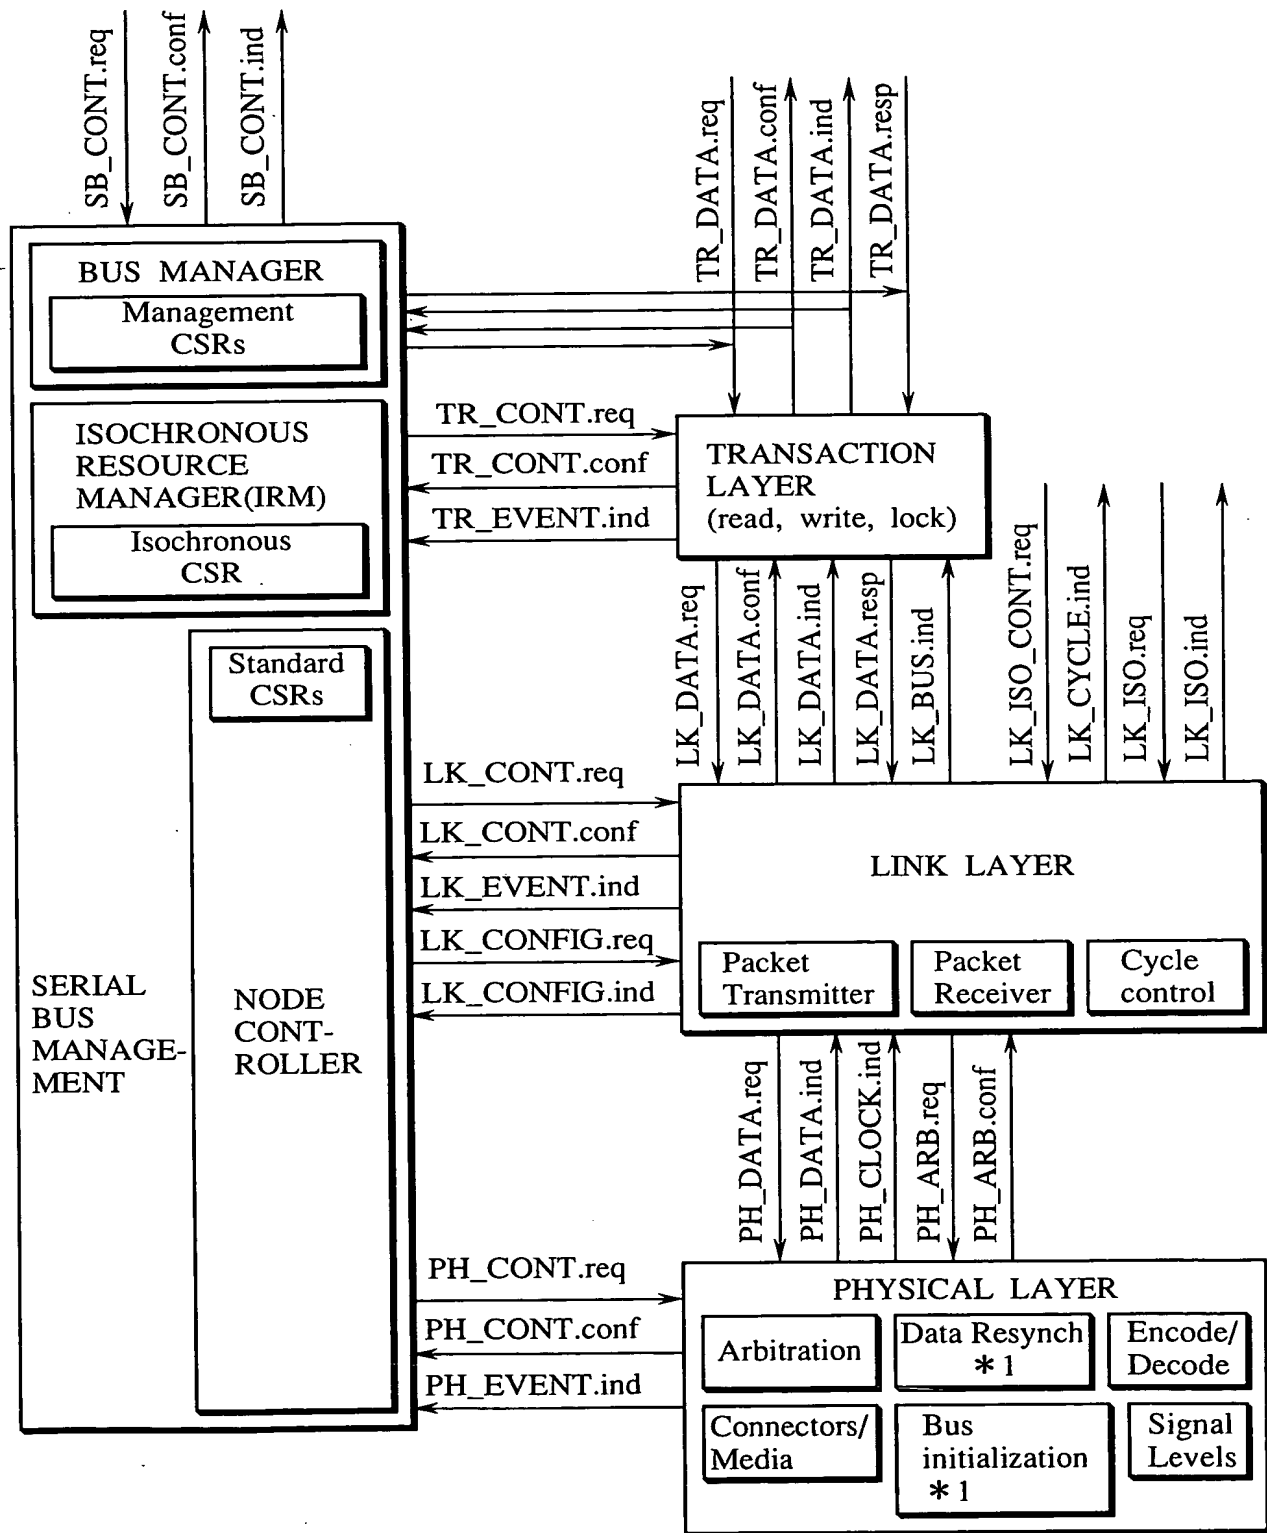 SB_CONT.req
SB_CONT.conf
SB_CONT.ind
TR_DATA.req
TR_DATA.conf
TR_DATA.ind
TR_DATA.resp
BUS MANAGER
Management
CSRs
ISOCHRONOUS
RESOURCE
MANAGER(IRM)
Isochronous
CSR
TR_CONT.req
TR_CONT.conf
TR_EVENT.ind
TRANSACTION
LAYER
(read, write, lock)
LK_DATA.req
LK_DATA.conf
LK_DATA.ind
LK_DATA.resp
LK_BUS.ind
LK_ISO_CONT.req
LK_CYCLE.ind
LK_ISO.req
LK_ISO.ind
Standard
CSRs
LK_CONT.req
LK_CONT.conf
LK_EVENT.ind
LK_CONFIG.req
LK_CONFIG.ind
LINK LAYER
Packet
Transmitter
Packet
Receiver
Cycle
control
SERIAL
BUS
MANAGE-
MENT
NODE
CONT-
ROLLER
PH_DATA.req
PH_DATA.ind
PH_CLOCK.ind
PH_ARB.req
PH_ARB.conf
PH_CONT.req
PH_CONT.conf
PH_EVENT.ind
PHYSICAL LAYER
Arbitration
Data Resynch
*1
Encode/
Decode
Connectors/
Media
Bus
initialization
*1
Signal
Levels